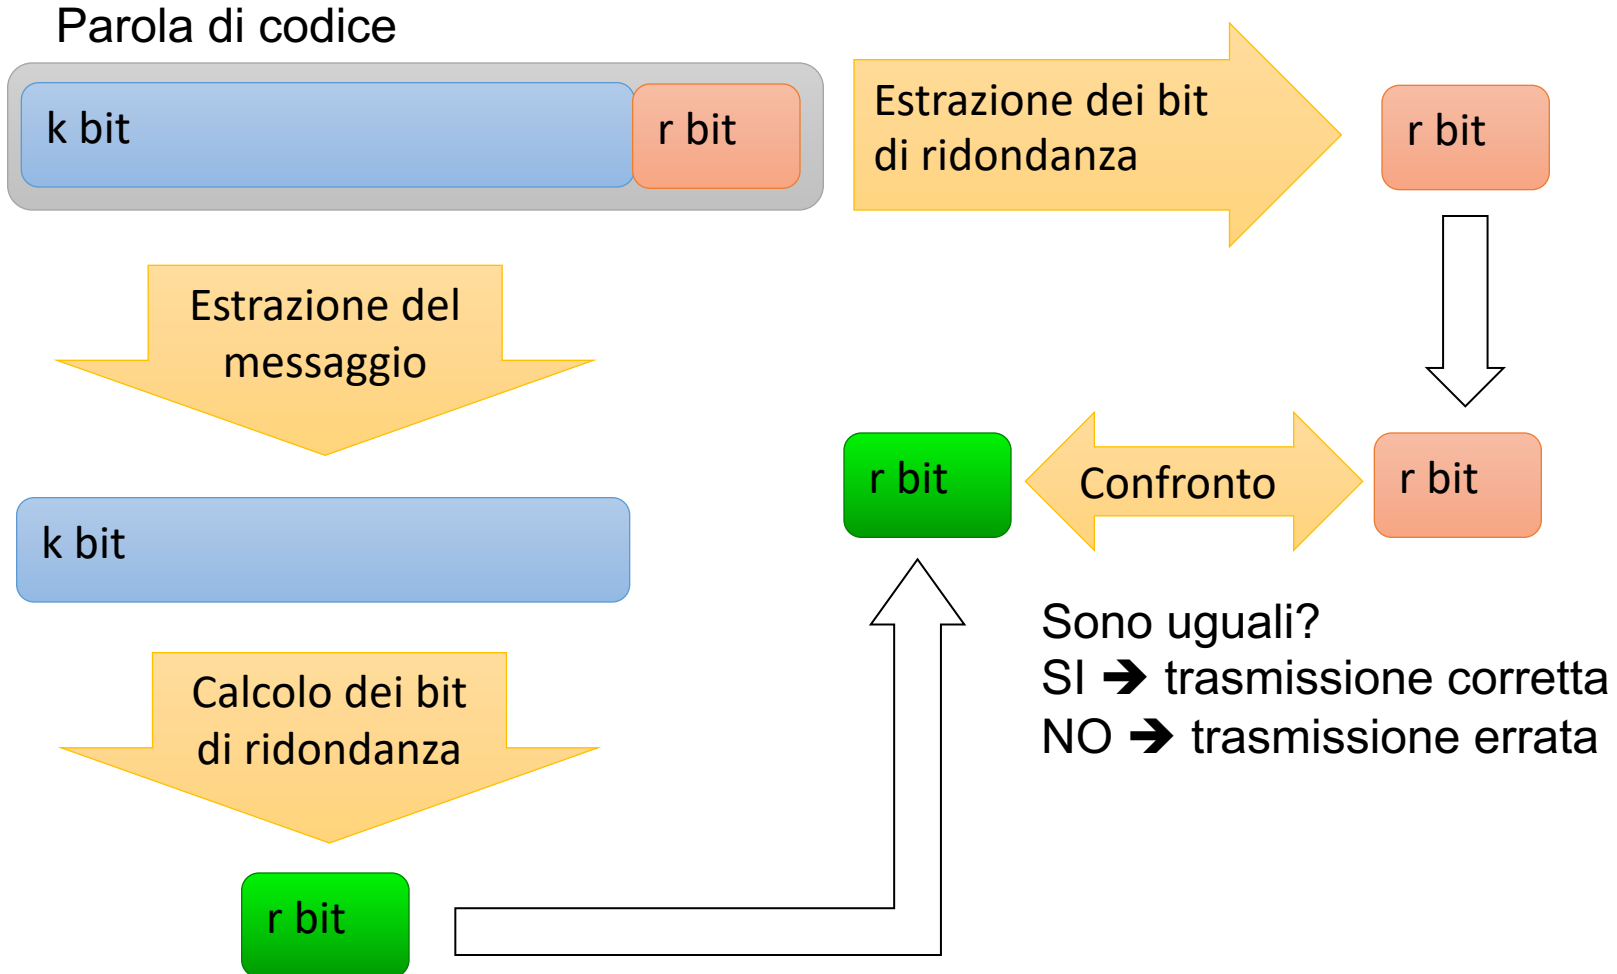 Parola di codice
k bit
r bit
Estrazione dei bit
di ridondanza
r bit
Estrazione del
messaggio
k bit
r bit
Confronto
r bit
Sono uguali?
SI ➔ trasmissione corretta
NO ➔ trasmissione errata
Calcolo dei bit
di ridondanza
r bit